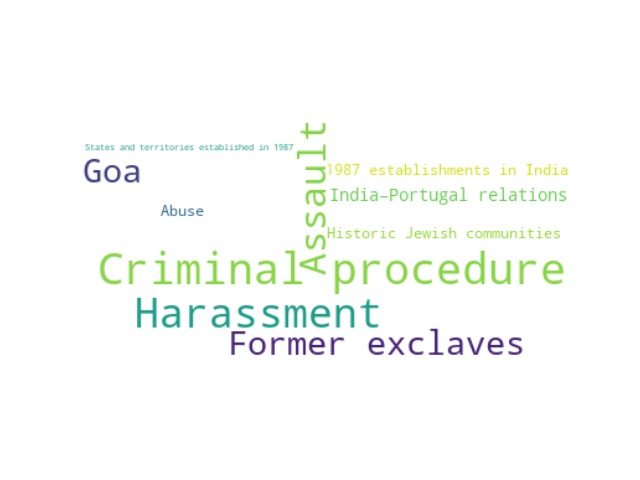 States and territories established in 1987
Goa
Assault
1987 establishments in India
India–Portugal relations
Abuse
Historic Jewish communities
Criminal procedure
Harassment
Former exclaves